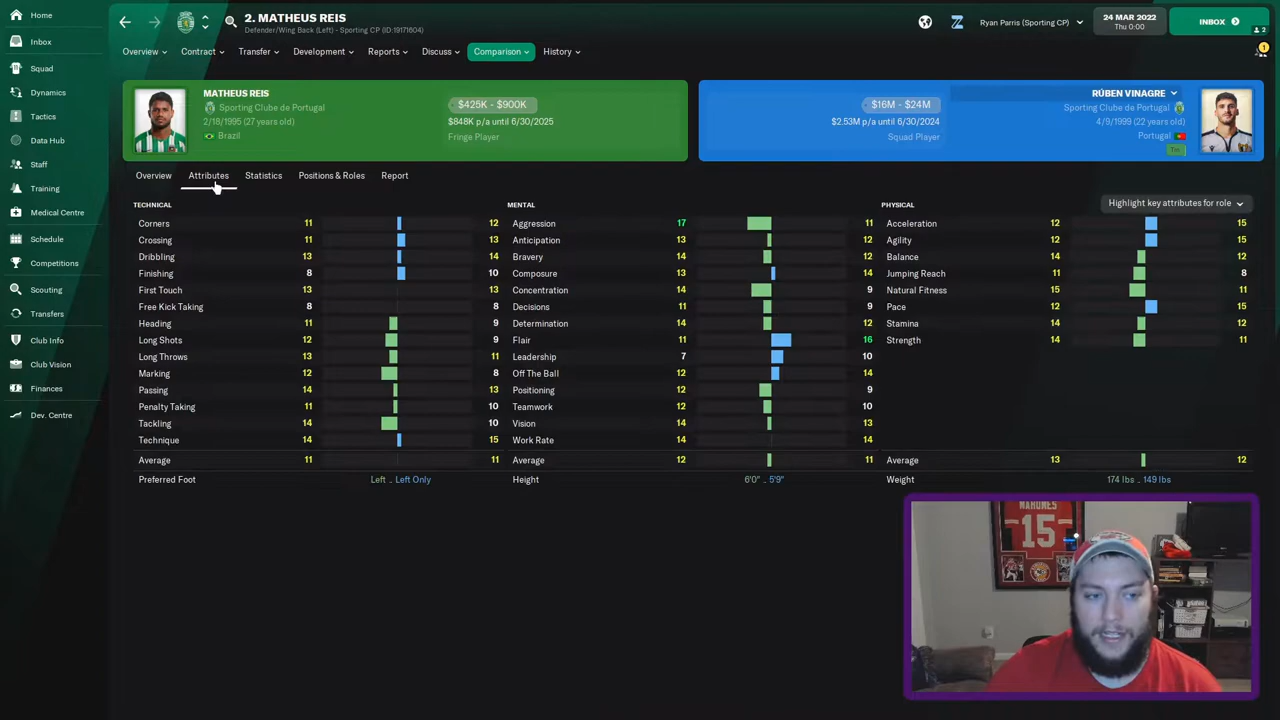 Home
Inbox
Squad
Dynamics
Tactics
Data Hub
Staff
Training
Medical Centre
Schedule
Competitions
Scouting
Transfers
Club Info
Club Vision
Finances
Dev. Centre
2. MATHEUS REIS
Defender/Wing Back (Left) - Sporting CP (ID:19171604)
Ryan Parris (Sporting CP)
24 MAR 2022
Thu 0:00
INBOX
2
1
Overview Contract Transfer Development Reports Discuss Comparison History
MATHEUS REIS
Sporting Clube de Portugal
2/18/1995 (27 years old)
Brazil
$425K - $900K
$848K p/a until 6/30/2025
Fringe Player
$16M - $24M
$2.53M p/a until 6/30/2024
Squad Player
RÚBEN VINAGRE
Sporting Clube de Portugal
4/9/1999 (22 years old)
Portugal
Overview Attributes Statistics Positions & Roles Report
Highlight key attributes for role
TECHNICAL
Corners 11 12
Crossing 11 13
Dribbling 13 14
Finishing 8 10
First Touch 13 13
Free Kick Taking 8 8
Heading 11 9
Long Shots 12 9
Long Throws 13 11
Marking 12 8
Passing 14 13
Penalty Taking 11 10
Tackling 14 10
Technique 14 15
Average 11 11
Preferred Foot Left .. Left Only
MENTAL
Aggression 17 11
Anticipation 13 12
Bravery 14 12
Composure 13 14
Concentration 14 9
Decisions 11 9
Determination 14 12
Flair 11 16
Leadership 7 10
Off The Ball 12 14
Positioning 12 9
Teamwork 12 10
Vision 14 13
Work Rate 14 14
Average 12 11
Height 6'0" .. 5'9"
PHYSICAL
Acceleration 12 15
Agility 12 15
Balance 14 12
Jumping Reach 11 8
Natural Fitness 15 11
Pace 12 15
Stamina 14 12
Strength 14 11
Average 13 12
Weight 174 lbs .. 149 lbs
MAHOMES
15